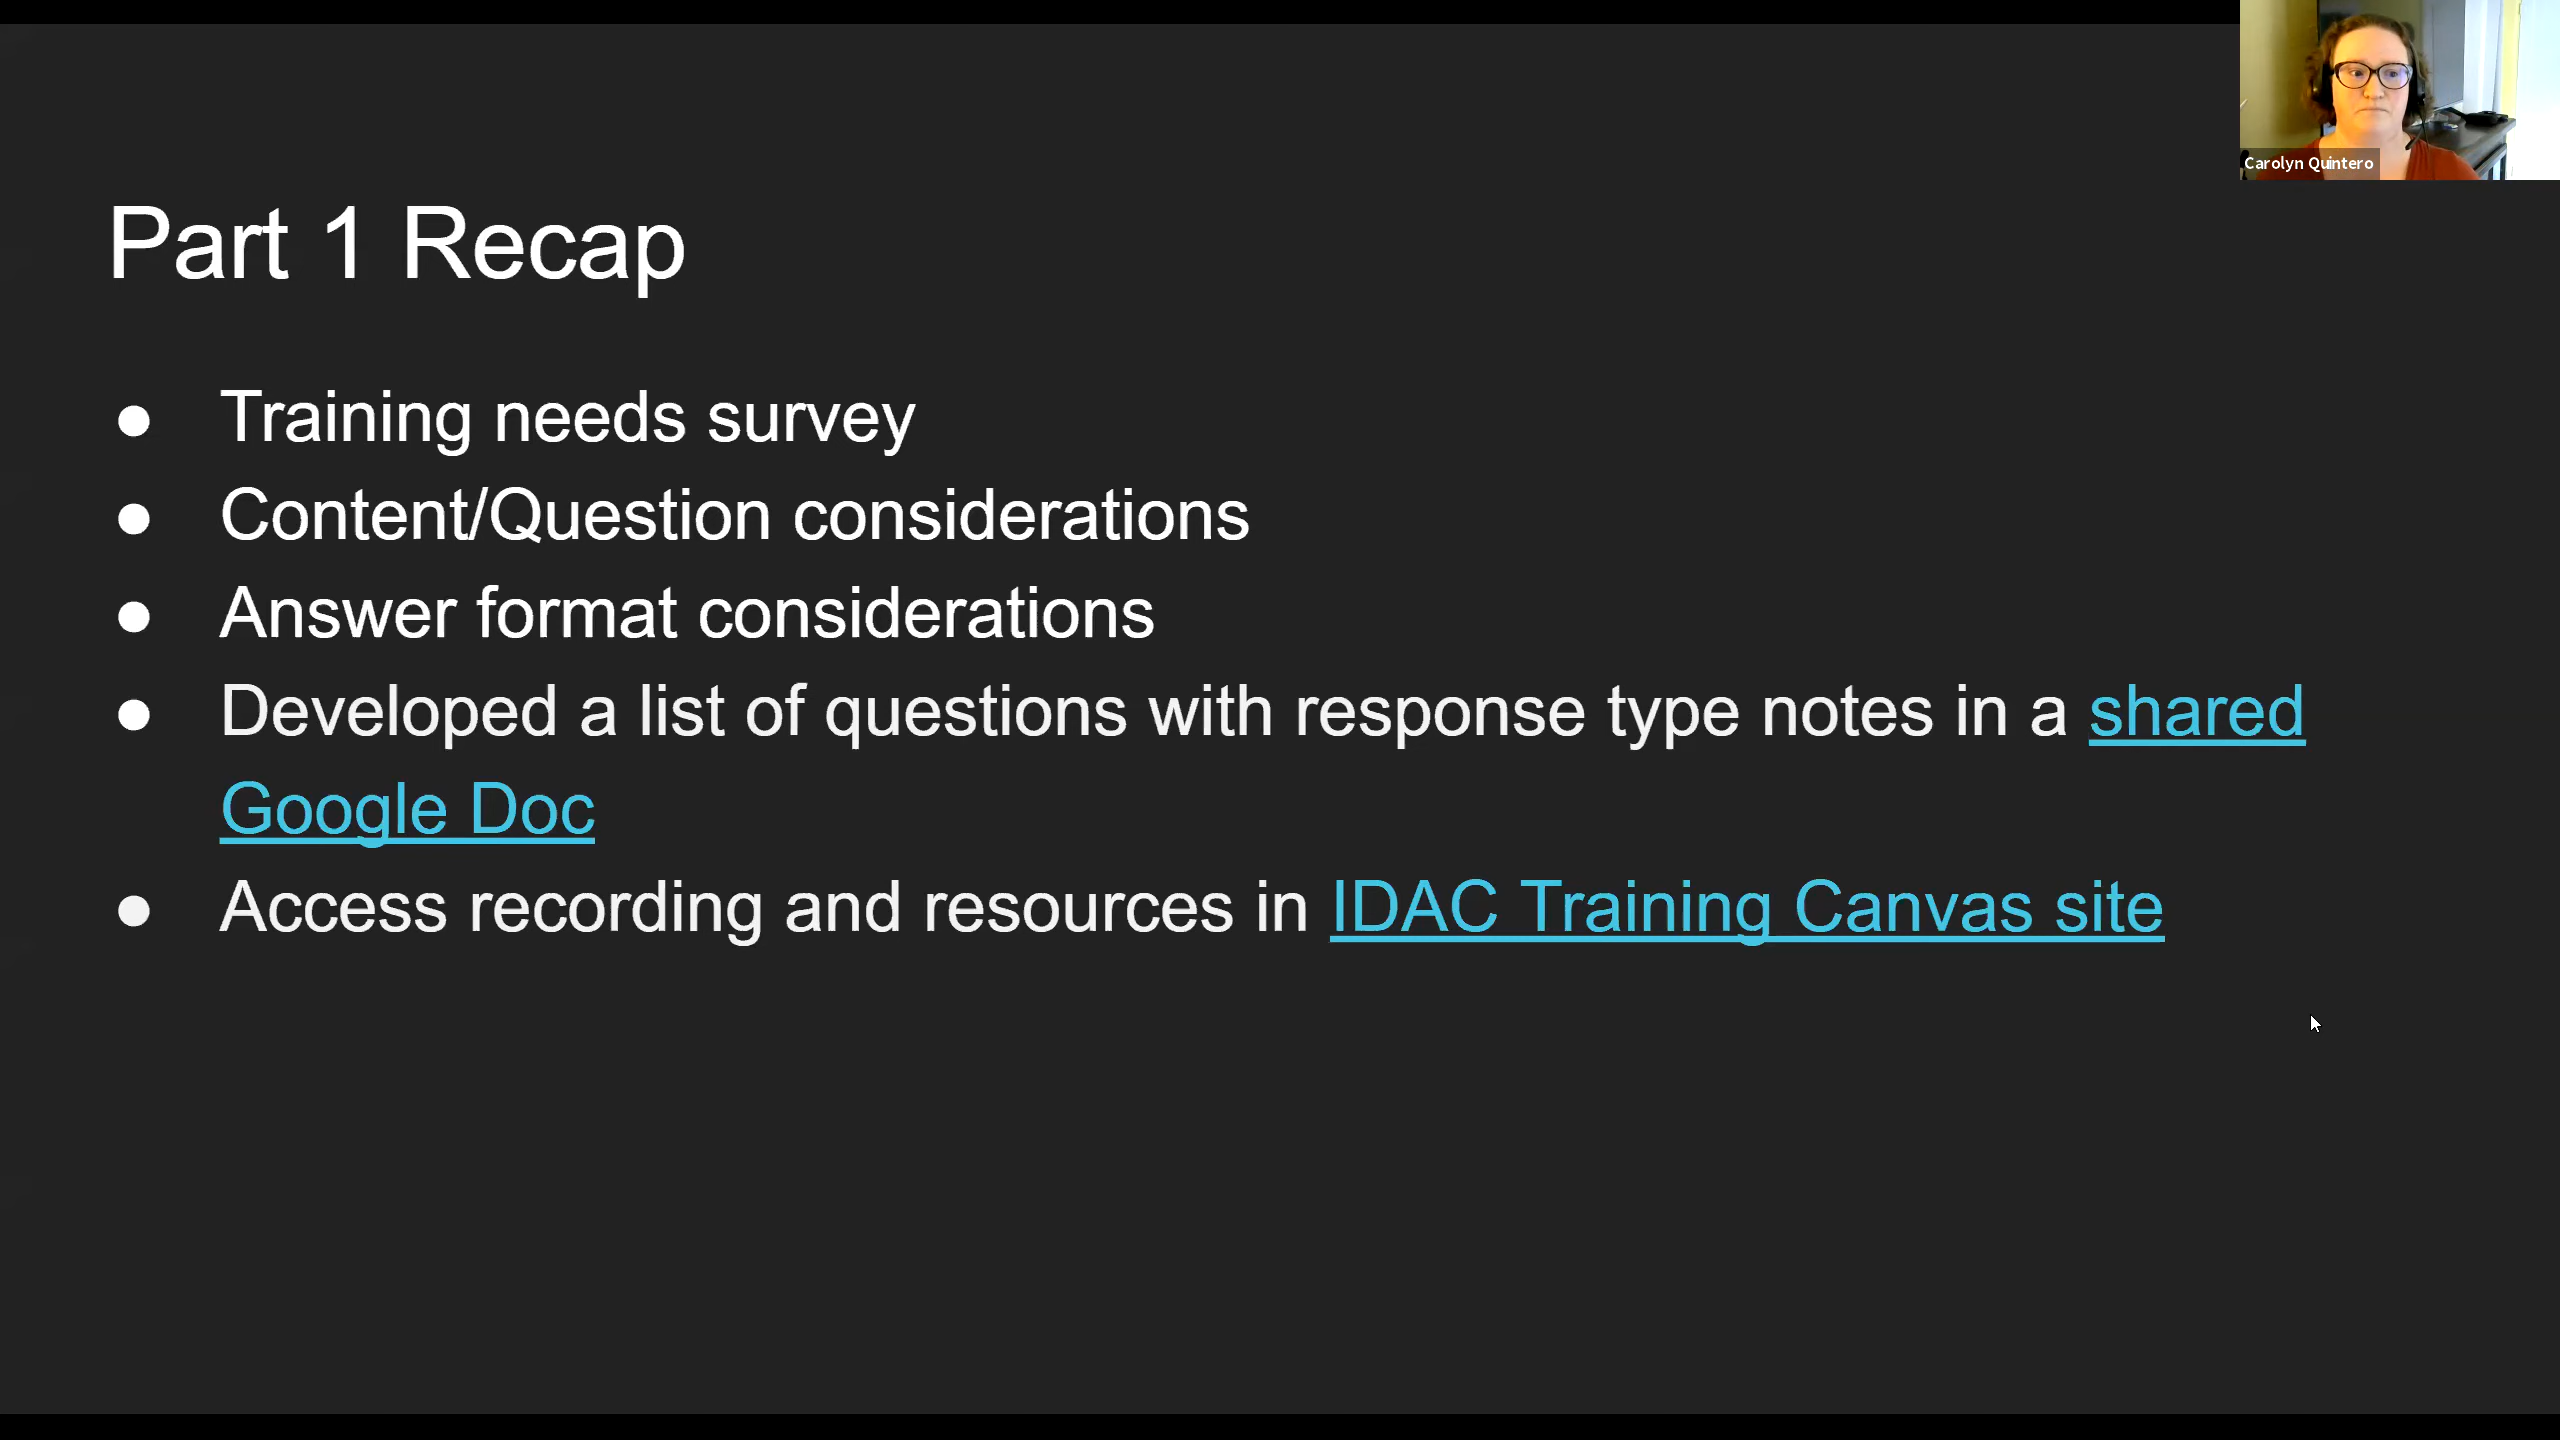 Carolyn Quintero
Part 1 Recap
● Training needs survey
● Content/Question considerations
● Answer format considerations
● Developed a list of questions with response type notes in a shared
Google Doc
● Access recording and resources in IDAC Training Canvas site